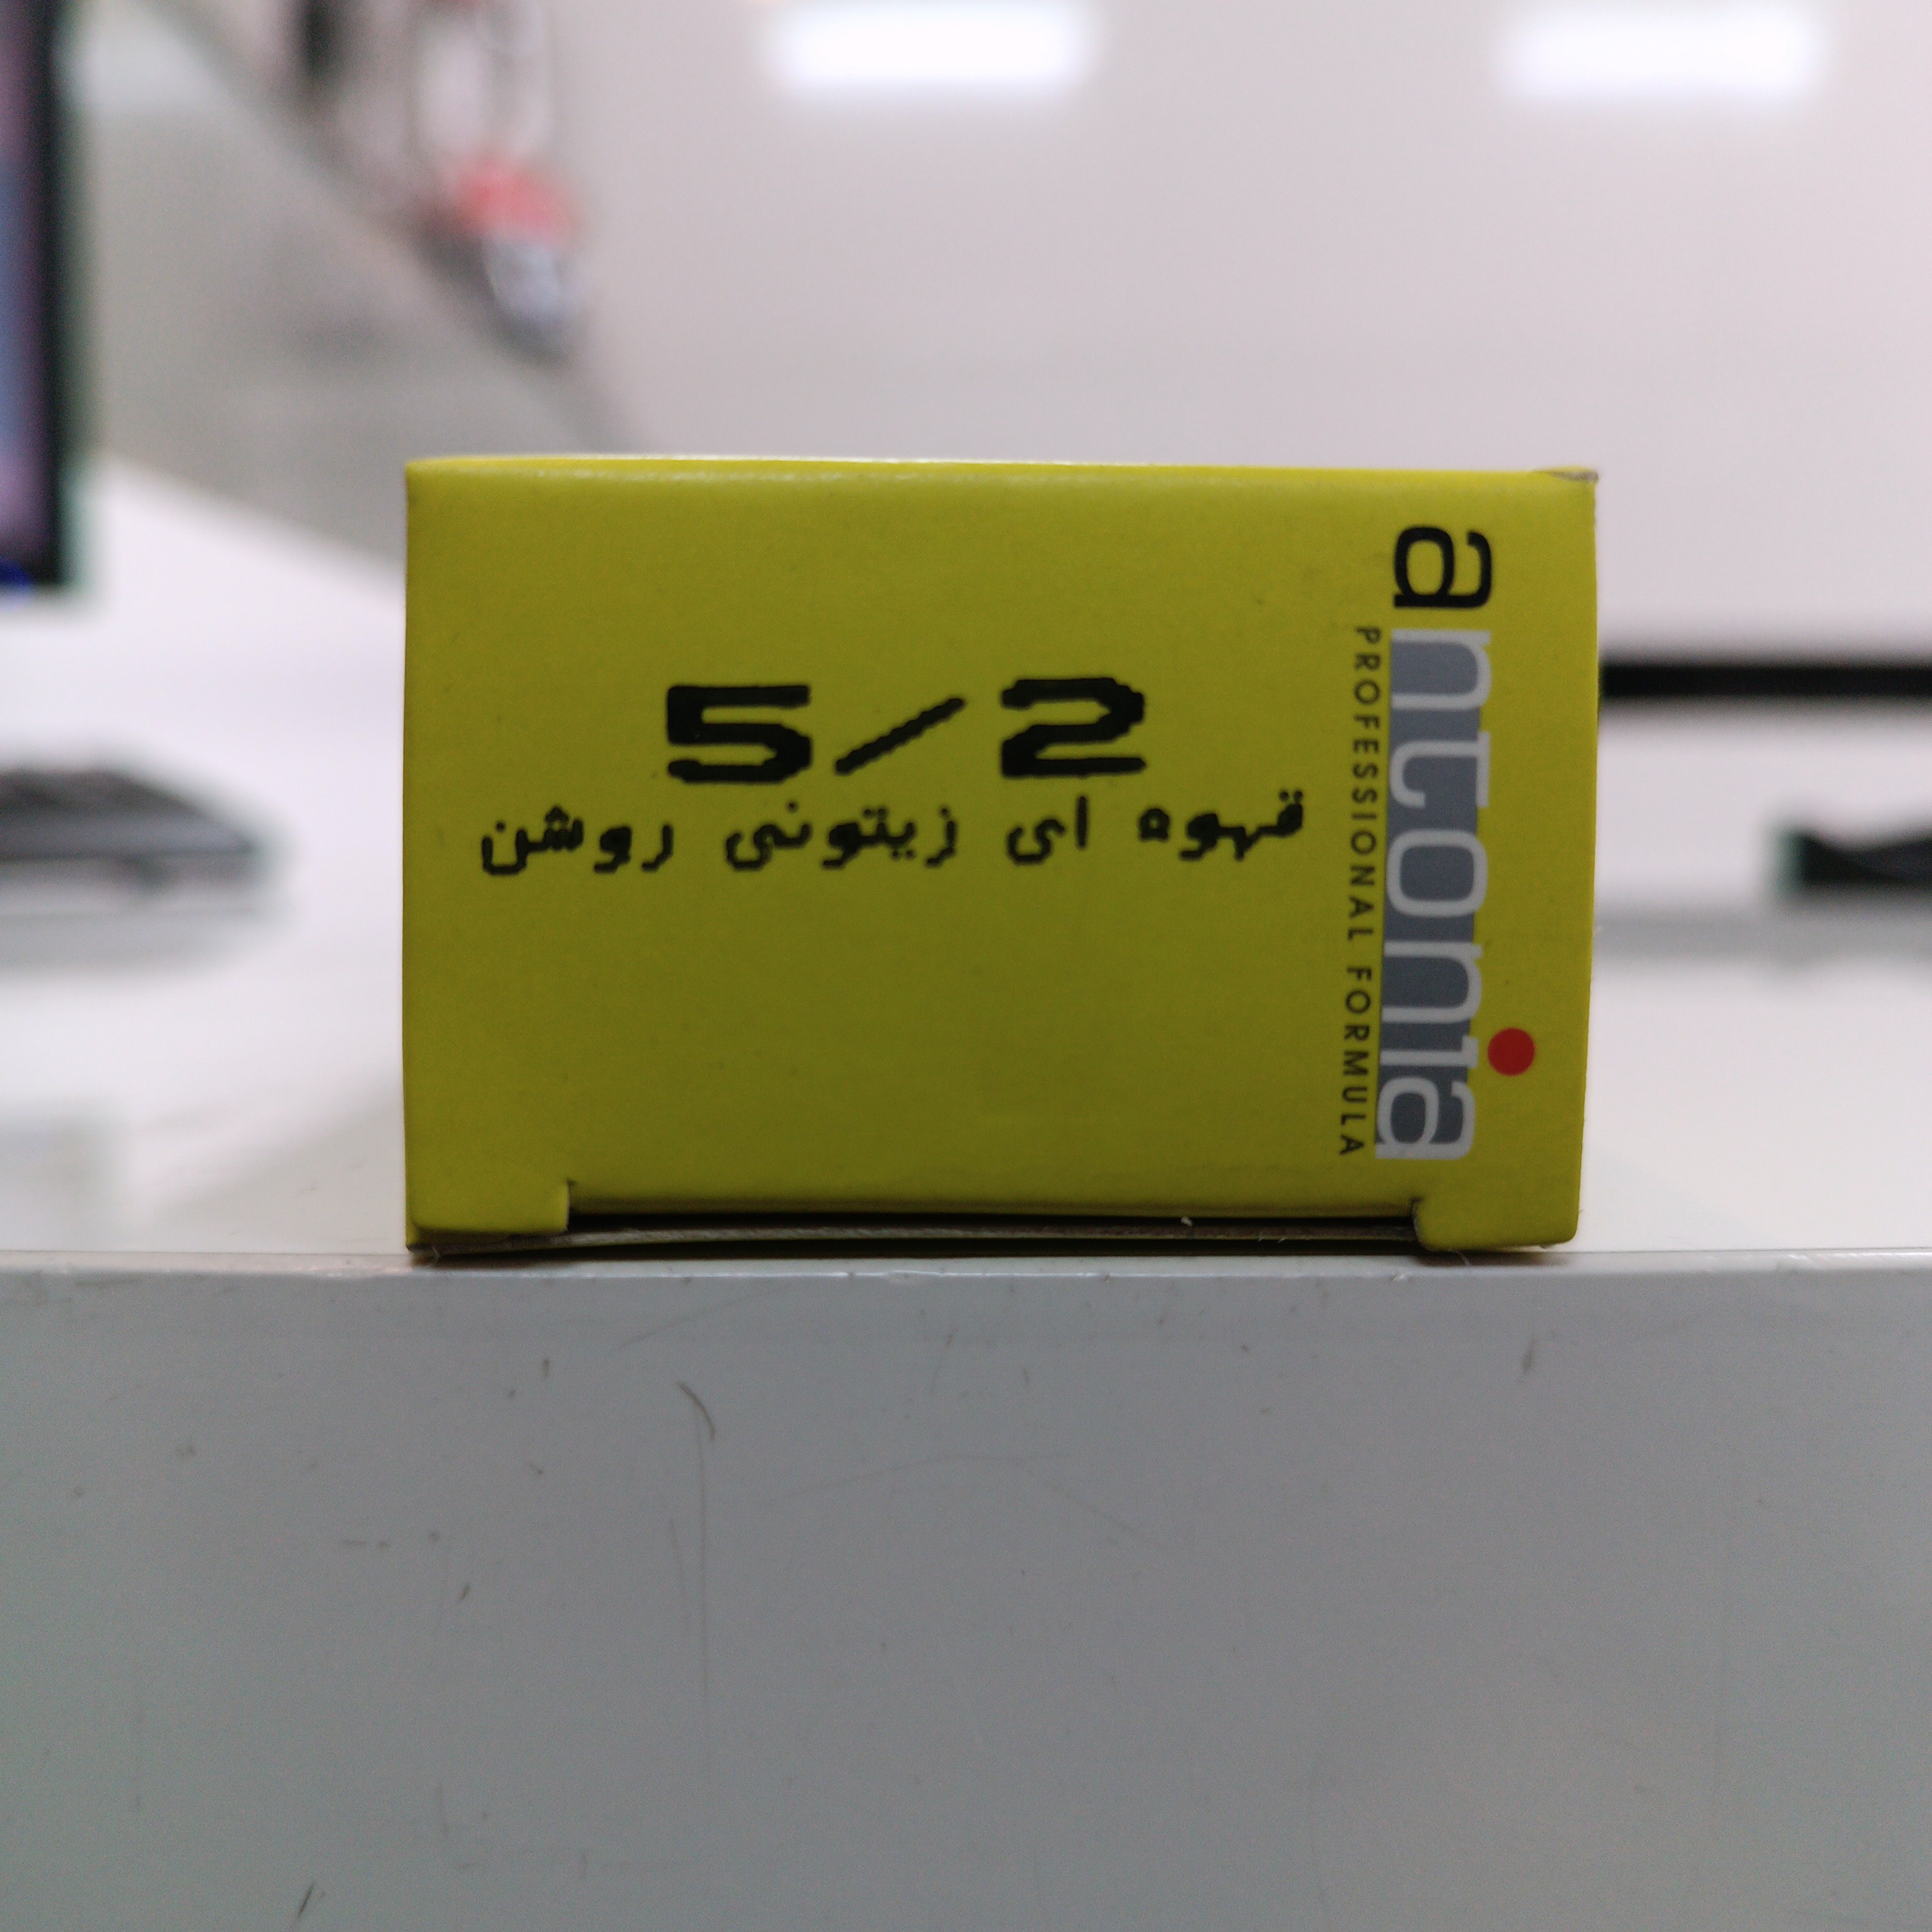 5/2
قهوه ای زیتونی روشن
antonia
PROFESSIONAL FORMULA